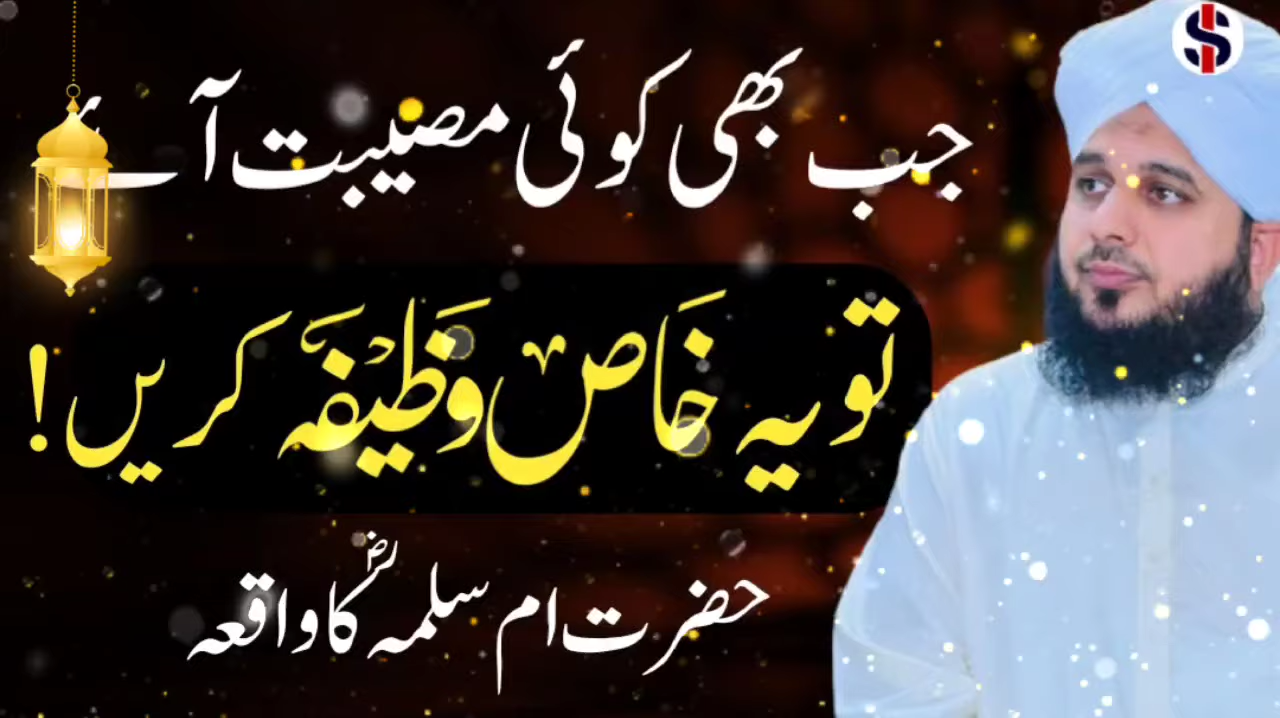 جب بھی کوئی مصیبت آئے
تو یہ خاص وظیفہ کریں!
حضرت ام سلمہؓ کا واقعہ
S